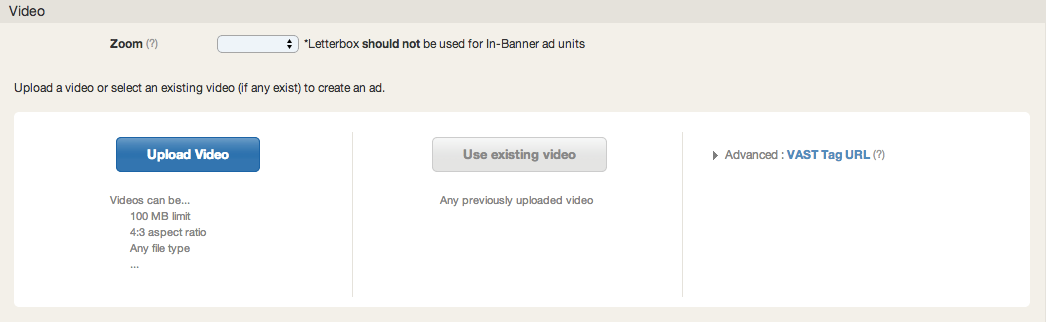 Video
Zoom (?) *Letterbox should not be used for In-Banner ad units
Upload a video or select an existing video (if any exist) to create an ad.
Upload Video
Videos can be...
100 MB limit
4:3 aspect ratio
Any file type
...
Use existing video
Any previously uploaded video
Advanced : VAST Tag URL (?)